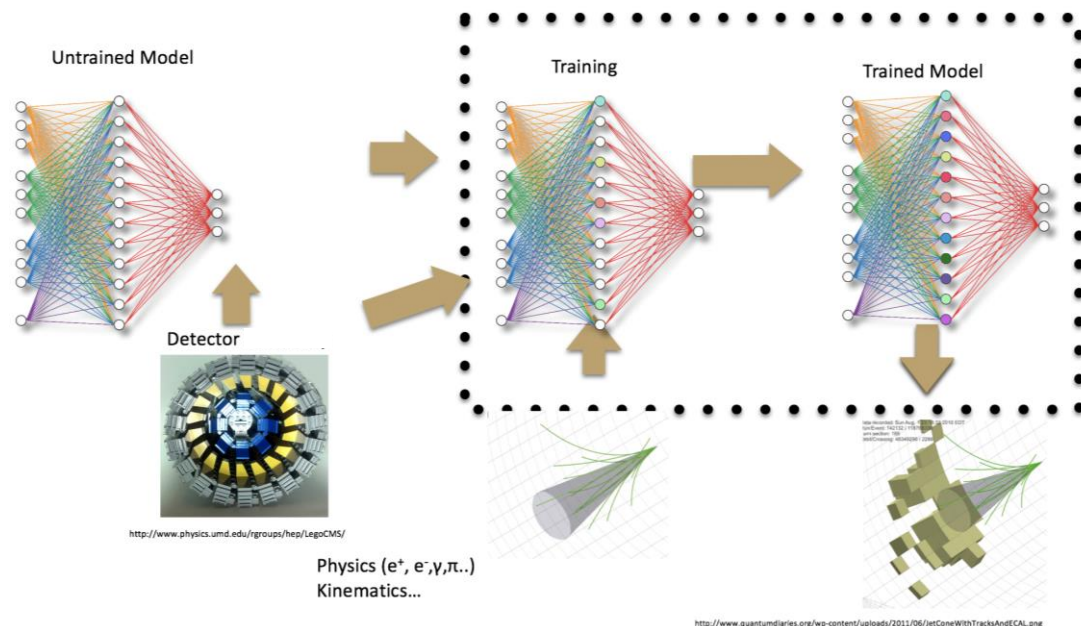 Untrained Model
Training
Trained Model
Detector
http://www.physics.umd.edu/rgroups/hep/LegoCMS/
Physics (e⁺, e⁻,γ,π..)
Kinematics…
http://www.quantumdiaries.org/wp-content/uploads/2011/06/JetConeWithTracksAndECAL.png